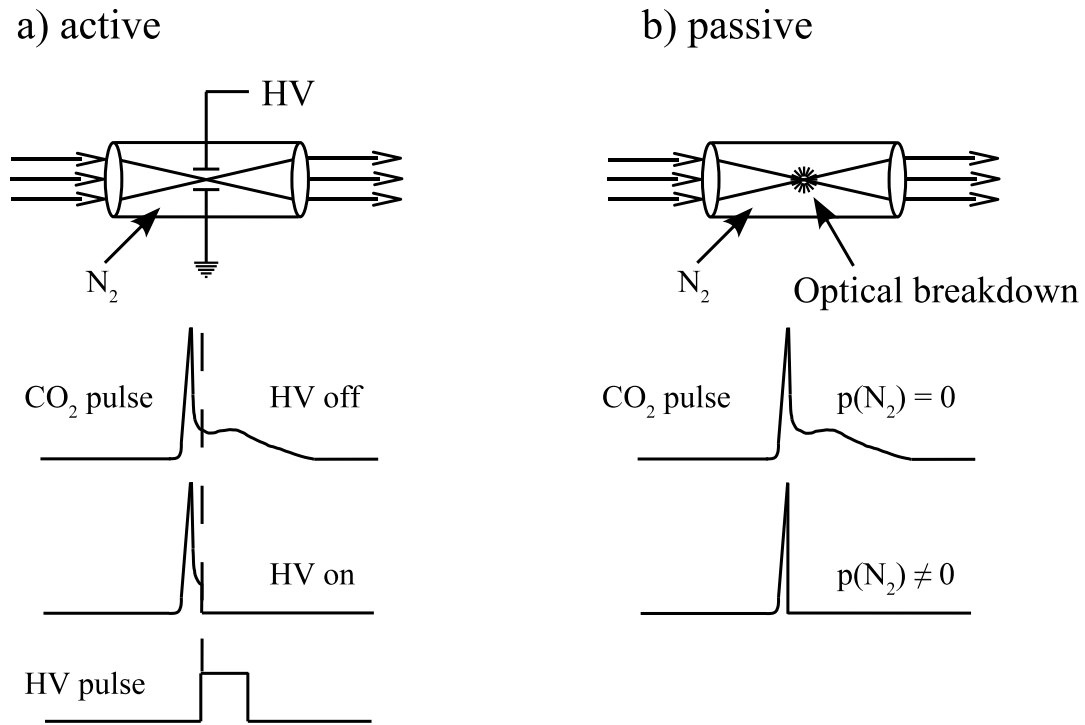 a) active
b) passive
HV
N₂
N₂
Optical breakdown
CO₂ pulse
HV off
CO₂ pulse
p(N₂) = 0
HV on
p(N₂) ≠ 0
HV pulse